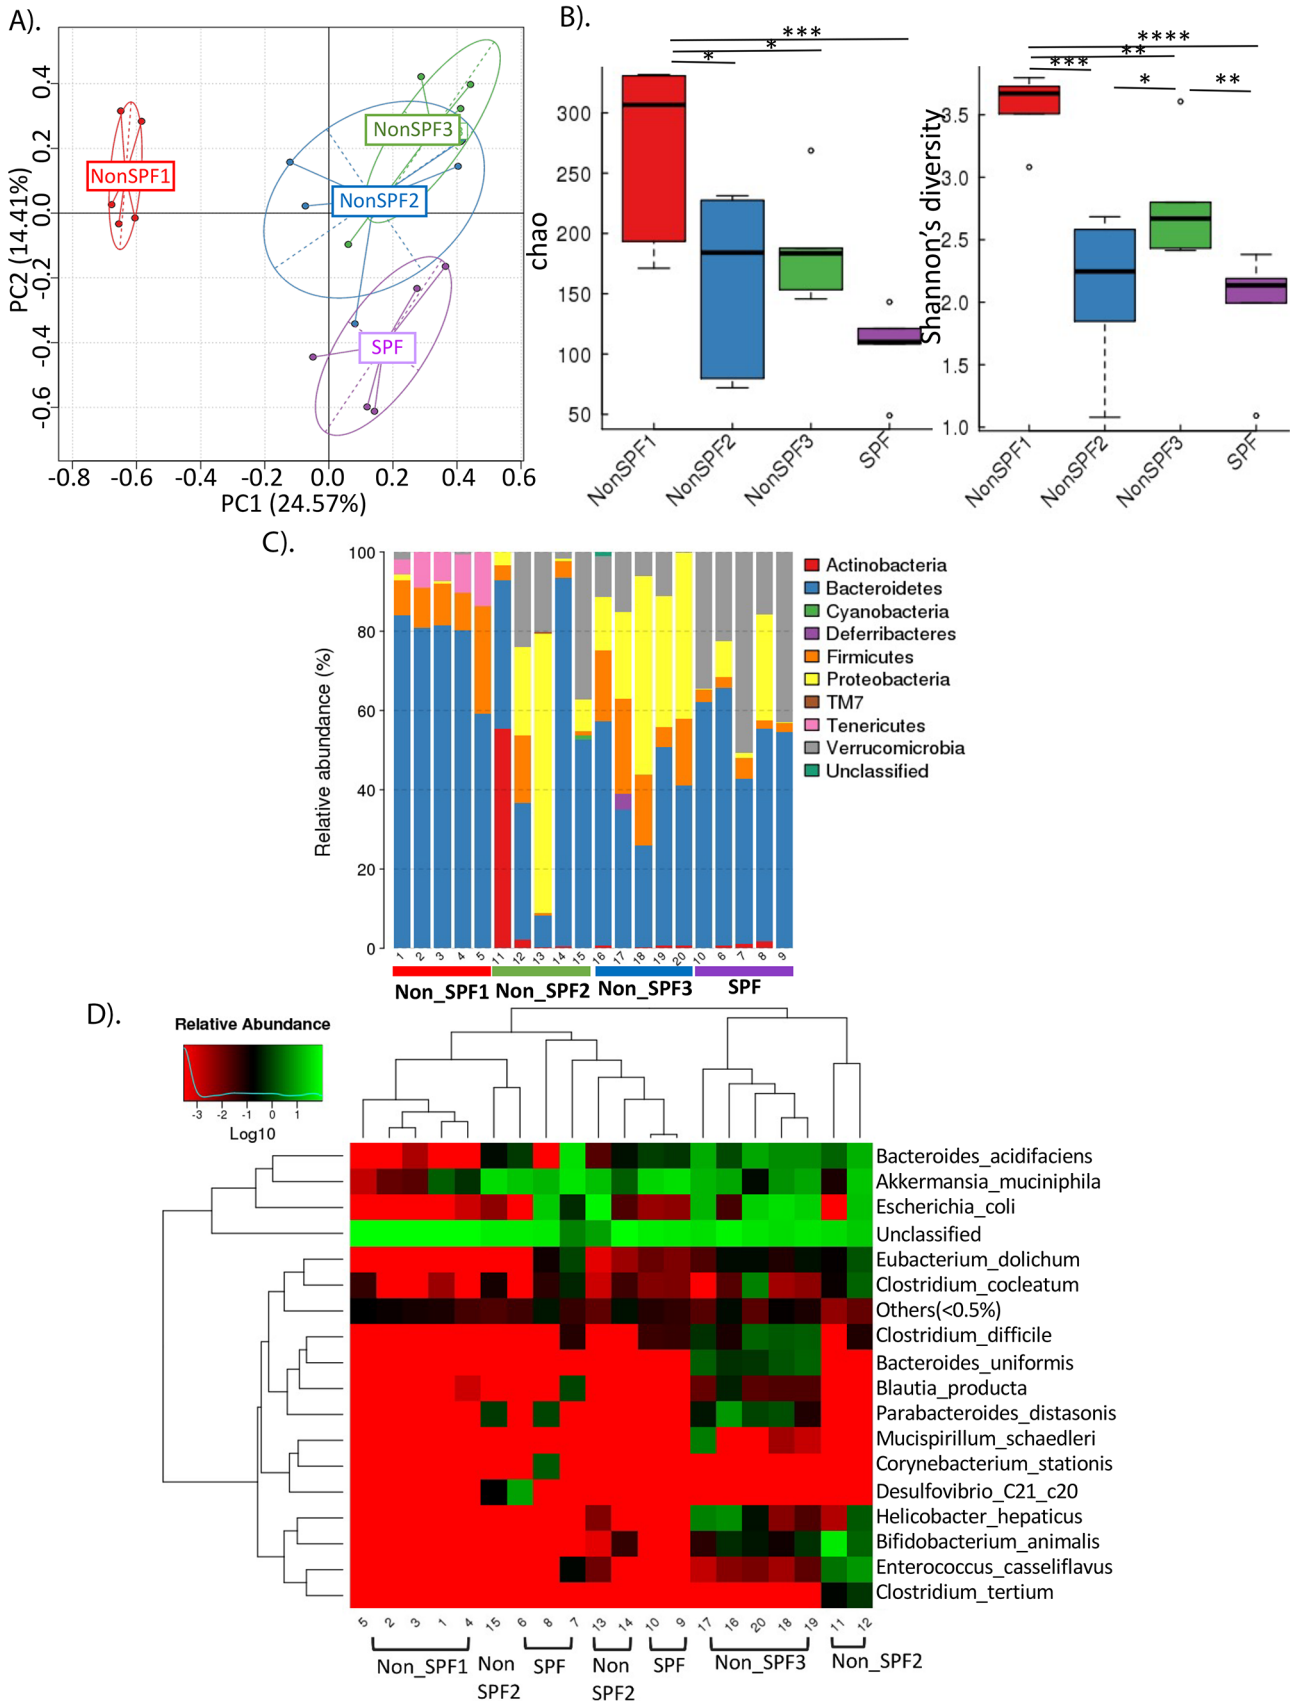 A).
NonSPF1
NonSPF2
NonSPF3
SPF
PC2 (14.41%)
0.4
0.2
0.0
-0.2
-0.4
-0.6
-0.8 -0.6 -0.4 -0.2 0.0 0.2 0.4 0.6
PC1 (24.57%)
B).
chao
300
250
200
150
100
50
* * ***
NonSPF1 NonSPF2 NonSPF3 SPF
Shannon's diversity
3.5
3.0
2.5
2.0
1.5
1.0
****
**
***
* **
NonSPF1 NonSPF2 NonSPF3 SPF
C).
Relative abundance (%)
100
80
60
40
20
0
1 2 3 4 5 11 12 13 14 15 16 17 18 19 20 10 6 7 8 9
Non_SPF1 Non_SPF2 Non_SPF3 SPF
Actinobacteria
Bacteroidetes
Cyanobacteria
Deferribacteres
Firmicutes
Proteobacteria
TM7
Tenericutes
Verrucomicrobia
Unclassified
D).
Relative Abundance
-3 -2 -1 0 1
Log10
Bacteroides_acidifaciens
Akkermansia_muciniphila
Escherichia_coli
Unclassified
Eubacterium_dolichum
Clostridium_cocleatum
Others(<0.5%)
Clostridium_difficile
Bacteroides_uniformis
Blautia_producta
Parabacteroides_distasonis
Mucispirillum_schaedleri
Corynebacterium_stationis
Desulfovibrio_C21_c20
Helicobacter_hepaticus
Bifidobacterium_animalis
Enterococcus_casseliflavus
Clostridium_tertium
5 2 3 1 4 15 6 8 7 13 14 10 9 17 16 20 18 19 11 12
Non_SPF1 Non SPF Non SPF Non_SPF3 Non_SPF2
SPF2 SPF2